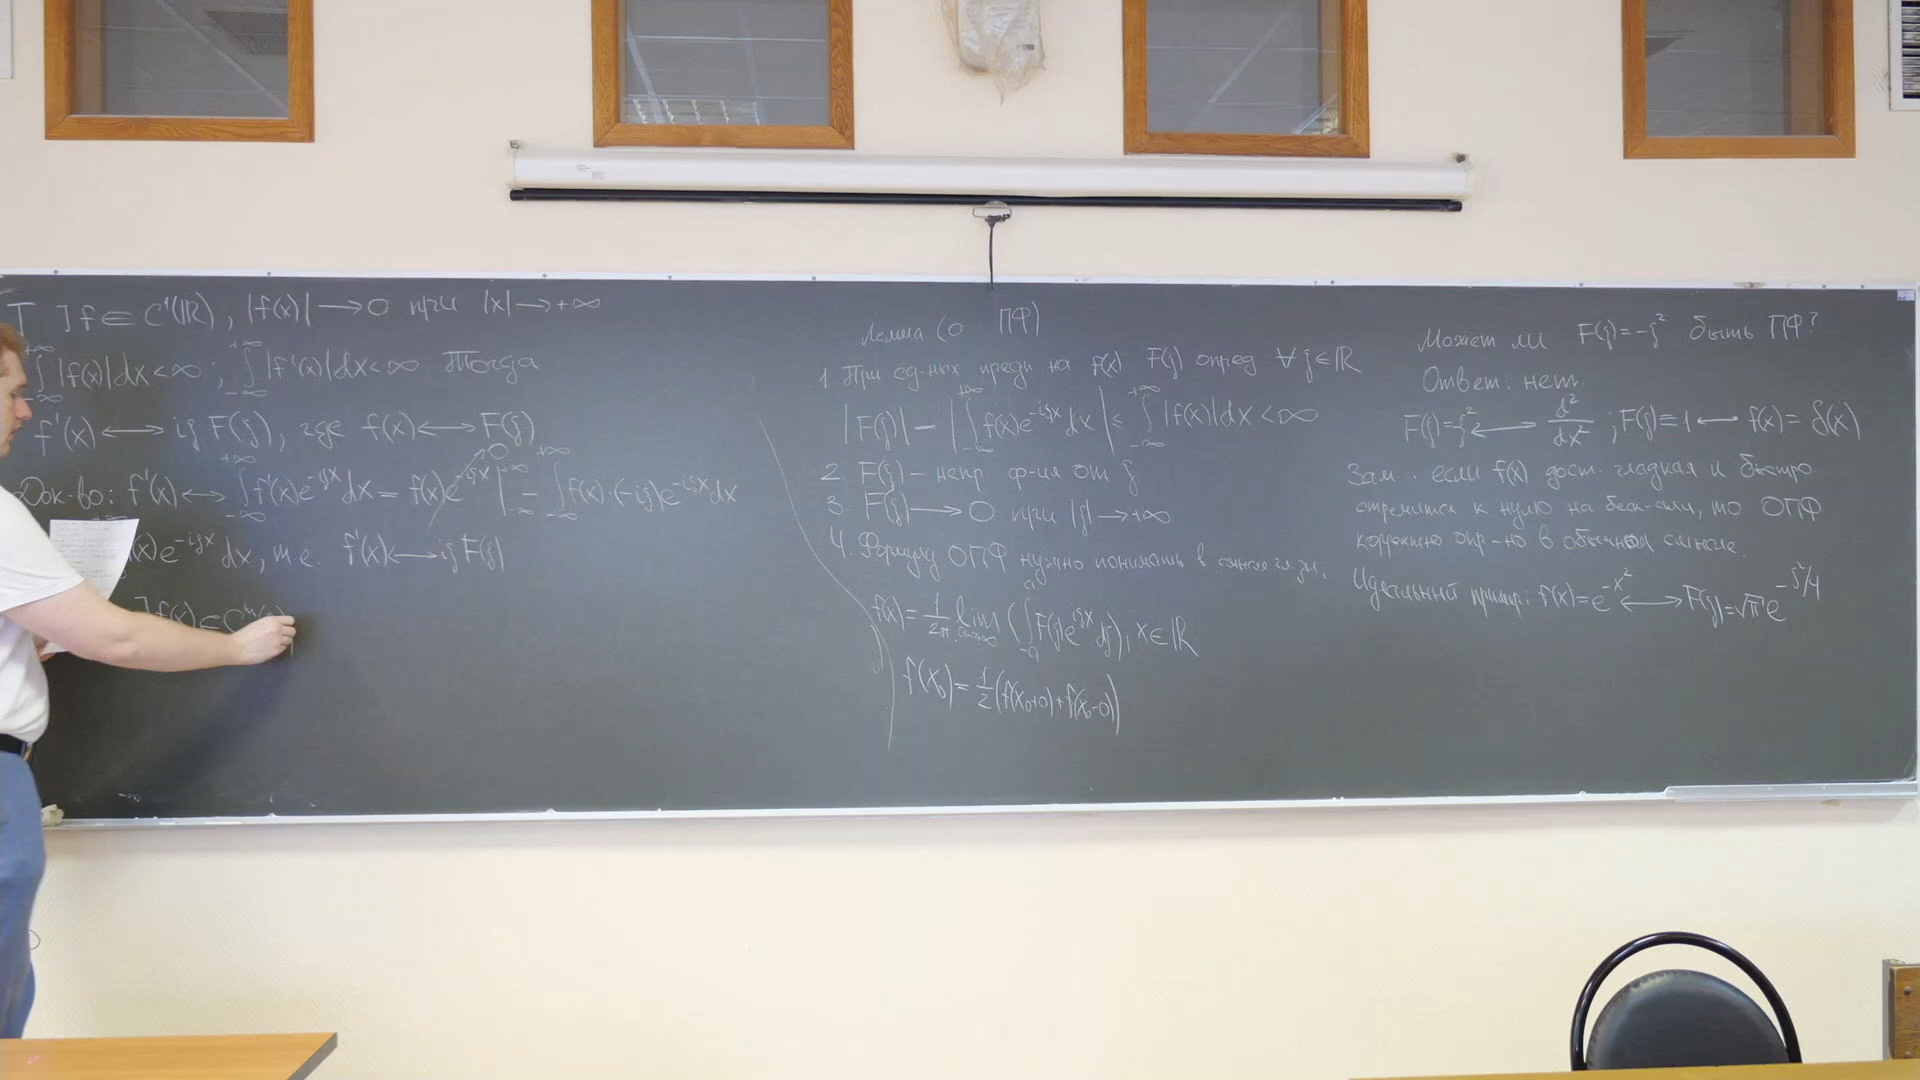 T ] f ∈ C¹(ℝ), |f(x)| → 0 при |x| → +∞
∫_{-∞}^{+∞} |f(x)|dx < ∞; ∫_{-∞}^{+∞} |f'(x)|dx < ∞ Тогда
f'(x) ↔ iξF(ξ), где f(x) ↔ F(ξ)
Док-во: f'(x) ↔ ∫_{-∞}^{+∞} f'(x)e^{-iξx}dx = f(x)e^{-iξx}|_{-∞}^{+∞} → 0 − ∫_{-∞}^{+∞} f(x)·(-iξ)e^{-iξx}dx
(x)e^{-iξx}dx, т.е. f'(x) ↔ iξF(ξ)
] f(x) ∈ C
Лемма (о ПФ)
1 При сд-ных предп на f(x) F(ξ) опред ∀ ξ ∈ ℝ
|F(ξ)| = |∫_{-∞}^{+∞} f(x)e^{-iξx}dx| ≤ ∫_{-∞}^{+∞} |f(x)|dx < ∞
2. F(ξ) – непр ф-ия от ξ
3. F(ξ) → 0 при |ξ| → +∞
4. Формулу ОПФ нужно понимать в смысле
f(x) = 1/2π lim_{a→+∞} (∫_{-a}^{a} F(ξ)e^{iξx}dξ), x ∈ ℝ
f(x₀) = 1/2 (f(x₀+0) + f(x₀-0))
Может ли F(ξ) = -ξ² быть ПФ?
Ответ: нет.
F(ξ) = -ξ² ↔ d²/dx²; F(ξ) ≡ 1 ↔ f(x) = δ(x)
Зам. если f(x) дост. гладкая и быстро
стремится к нулю на беск-сти, то ОПФ
корректно опр-но в обычном смысле.
Идеальный пример: f(x) = e^{-x²} ↔ F(ξ) = √π e^{-ξ²/4}